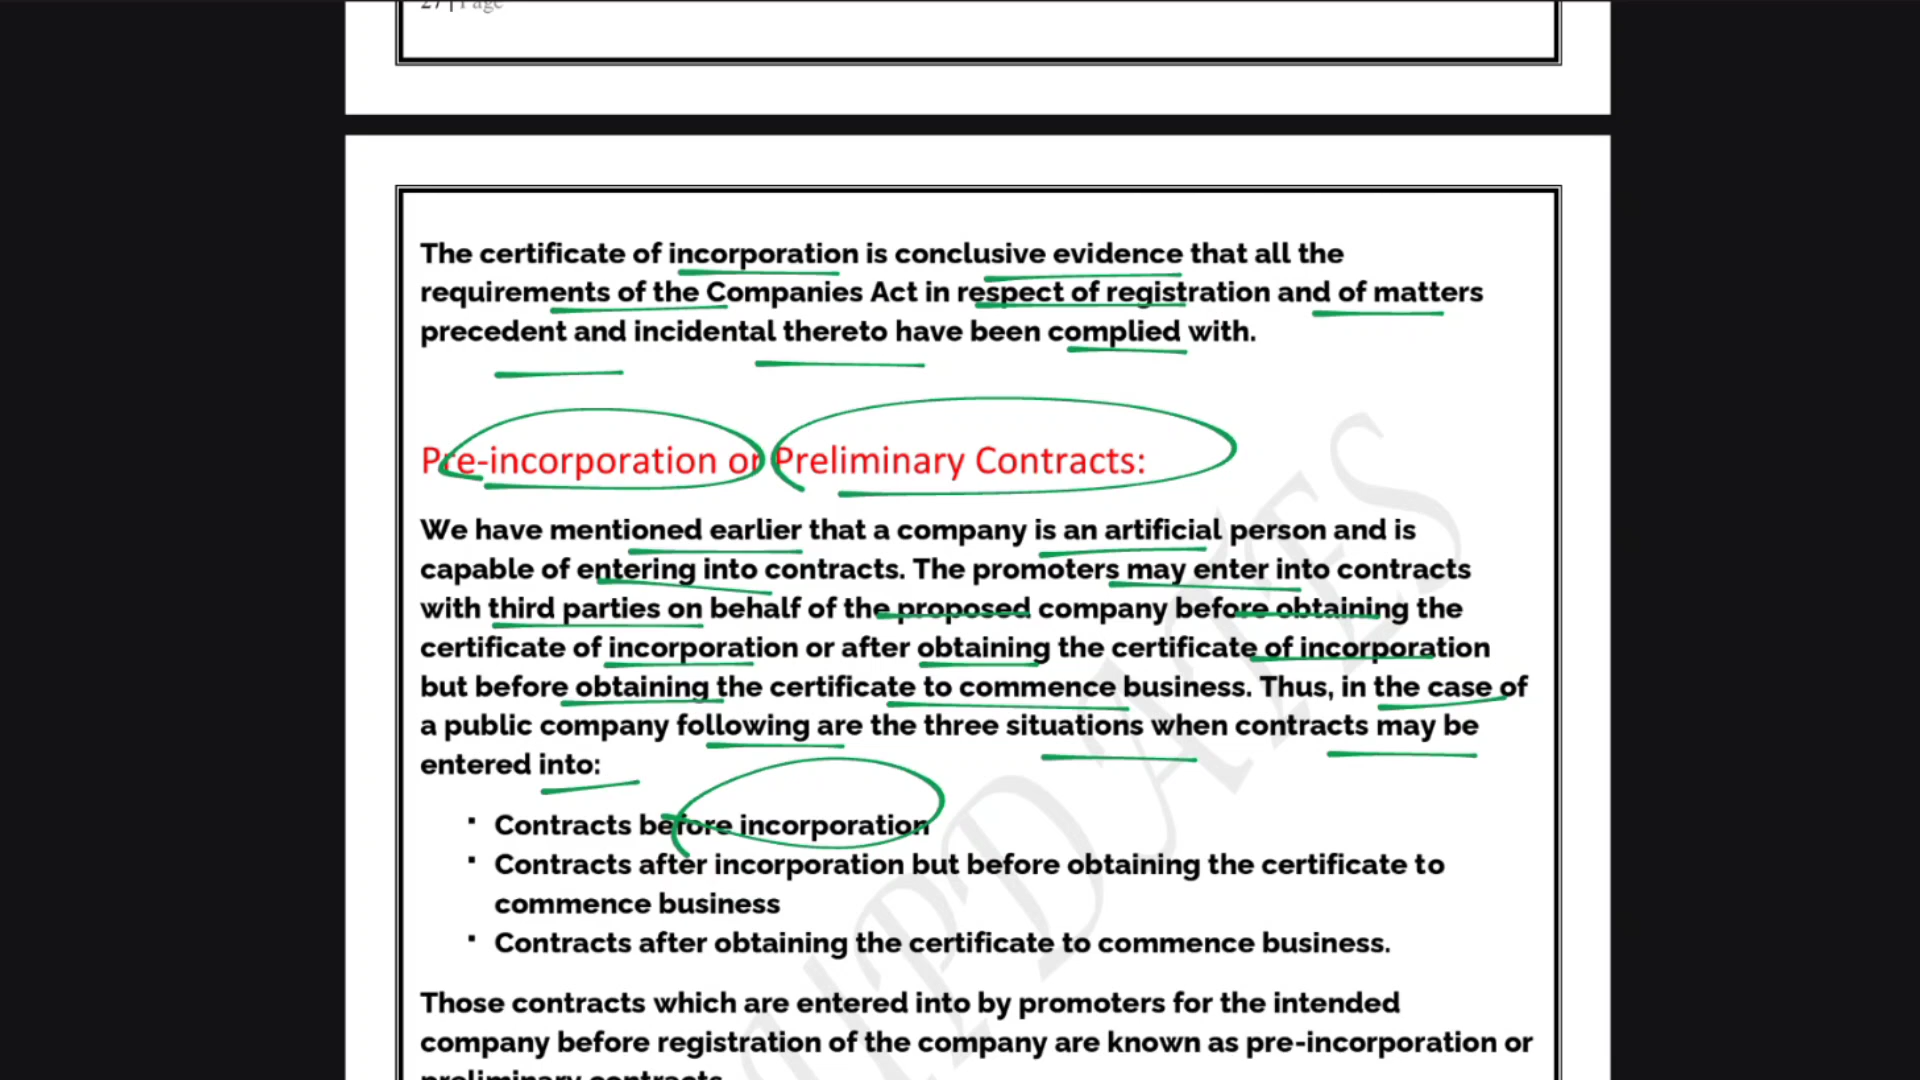 27 | Page
The certificate of incorporation is conclusive evidence that all the
requirements of the Companies Act in respect of registration and of matters
precedent and incidental thereto have been complied with.
Pre-incorporation or Preliminary Contracts:
We have mentioned earlier that a company is an artificial person and is
capable of entering into contracts. The promoters may enter into contracts
with third parties on behalf of the proposed company before obtaining the
certificate of incorporation or after obtaining the certificate of incorporation
but before obtaining the certificate to commence business. Thus, in the case of
a public company following are the three situations when contracts may be
entered into:
▪ Contracts before incorporation
▪ Contracts after incorporation but before obtaining the certificate to
commence business
▪ Contracts after obtaining the certificate to commence business.
Those contracts which are entered into by promoters for the intended
company before registration of the company are known as pre-incorporation or
preliminary contracts.
UPDATES